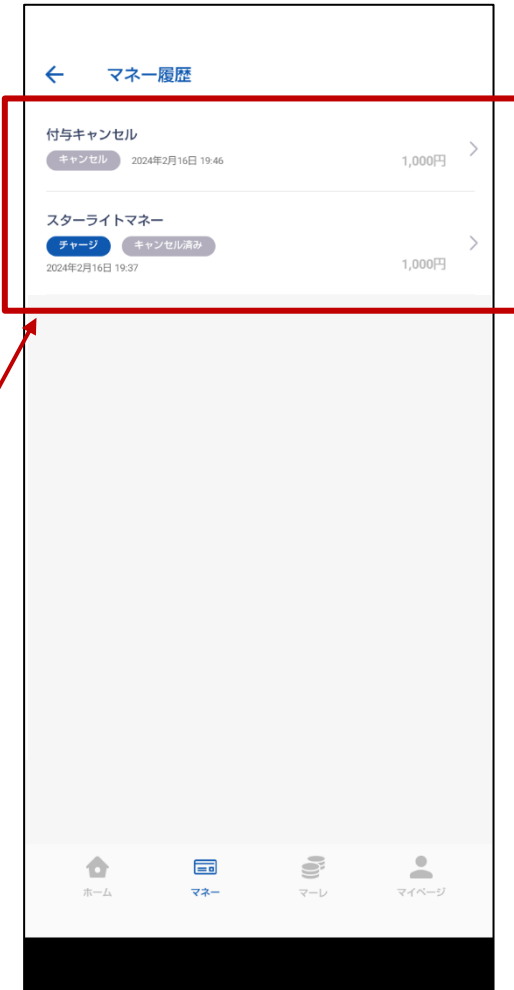 マネー履歴
付与キャンセル
キャンセル 2024年2月16日 19:46 1,000円
スターライトマネー
チャージ キャンセル済み
2024年2月16日 19:37 1,000円
ホーム マネー マーレ マイページ